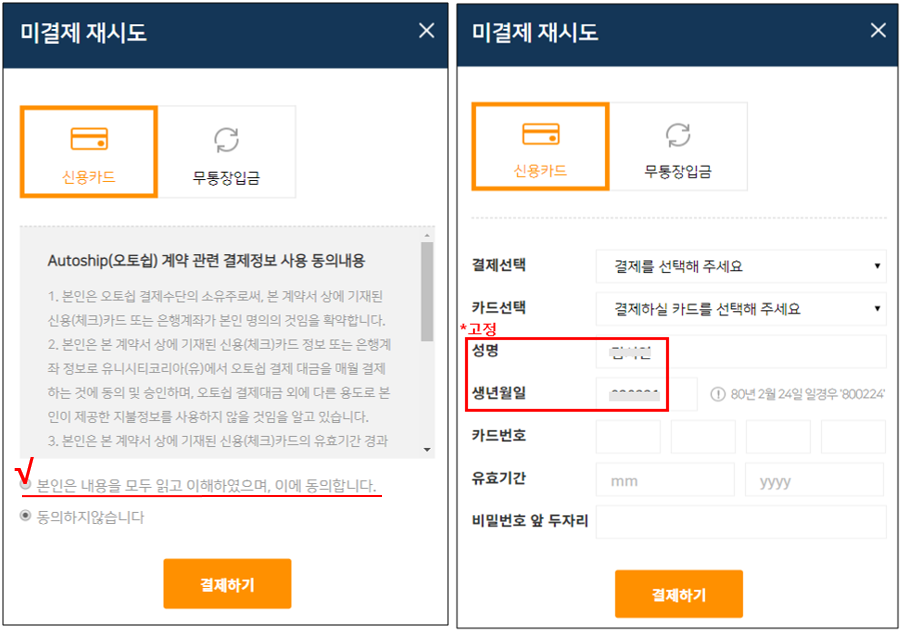 미결제 재시도
신용카드
무통장입금
Autoship(오토쉽) 계약 관련 결제정보 사용 동의내용
1. 본인은 오토쉽 결제수단의 소유주로써, 본 계약서 상에 기재된
신용(체크)카드 또는 은행계좌가 본인 명의의 것임을 확약합니다.
2. 본인은 본 계약서 상에 기재된 신용(체크)카드 정보 또는 은행계
좌 정보로 유니시티코리아(유)에서 오토쉽 결제 대금을 매월 결제
하는 것에 동의 및 승인하며, 오토쉽 결제대금 외에 다른 용도로 본
인이 제공한 지불정보를 사용하지 않을 것임을 알고 있습니다.
3. 본인은 본 계약서 상에 기재된 신용(체크)카드의 유효기간 경과
√
본인은 내용을 모두 읽고 이해하였으며, 이에 동의합니다.
동의하지않습니다
결제하기
미결제 재시도
신용카드
무통장입금
결제선택 결제를 선택해 주세요
카드선택 결제하실 카드를 선택해 주세요
*고정
성명
생년월일 80년 2월 24일 일경우 '800224'
카드번호
유효기간 mm yyyy
비밀번호 앞 두자리
결제하기